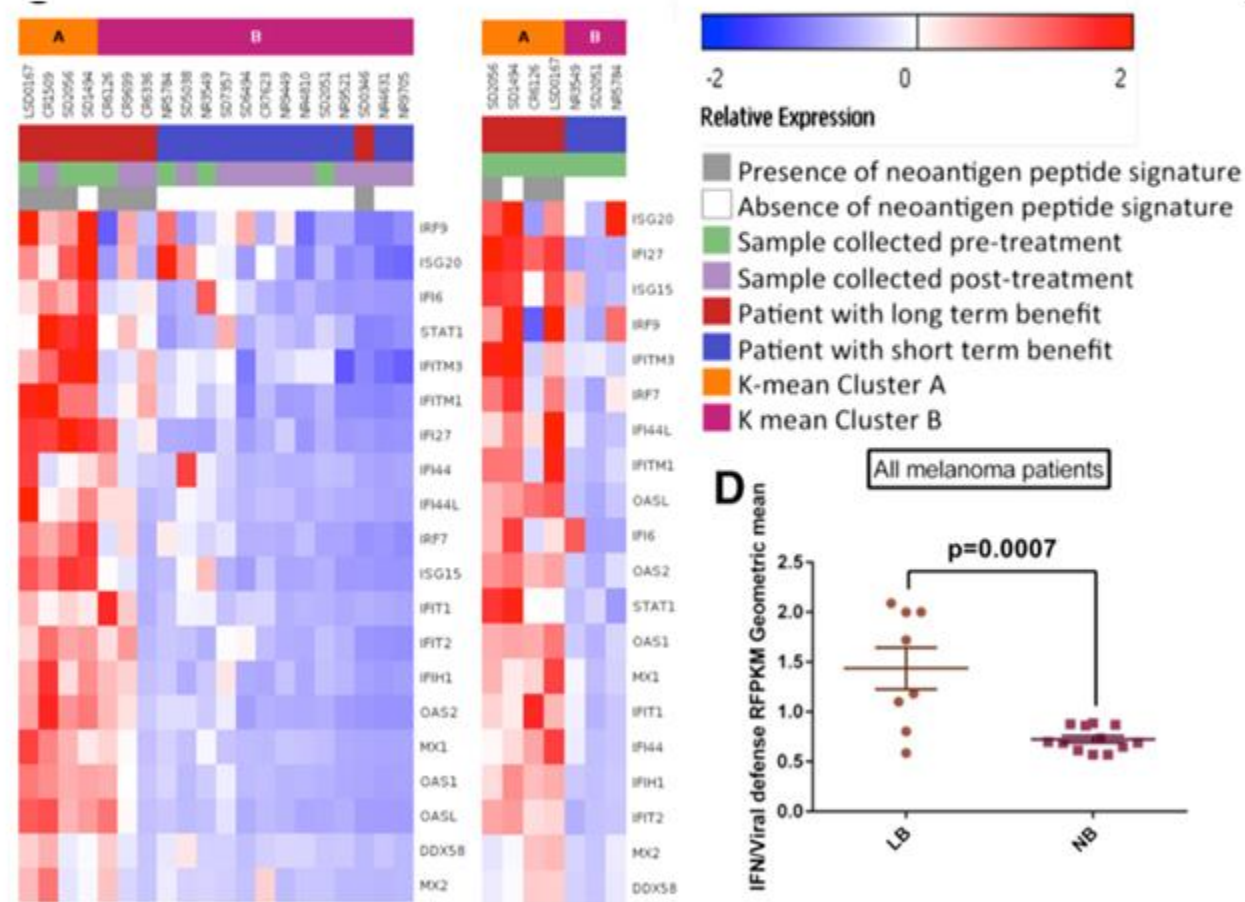 A B
LSD0167
CR1509
SD2056
SD1494
CR6126
CR9699
CR6336
NR5784
SD5038
NR3549
SD7357
SD6494
CR7623
NR9449
NR4810
SD2051
NR9521
SD0346
NR4631
NR9705
IRF9
ISG20
IFI6
STAT1
IFITM3
IFITM1
IFI27
IFI44
IFI44L
IRF7
ISG15
IFIT1
IFIT2
IFIH1
OAS2
MX1
OAS1
OASL
DDX58
MX2
A B
SD2056
SD1494
CR6126
LSD0167
NR3549
SD2051
NR5784
ISG20
IFI27
ISG15
IRF9
IFITM3
IRF7
IFI44L
IFITM1
OASL
IFI6
OAS2
STAT1
OAS1
MX1
IFIT1
IFI44
IFIH1
IFIT2
MX2
DDX58
-2 0 2
Relative Expression
Presence of neoantigen peptide signature
Absence of neoantigen peptide signature
Sample collected pre-treatment
Sample collected post-treatment
Patient with long term benefit
Patient with short term benefit
K-mean Cluster A
K mean Cluster B
D
All melanoma patients
p=0.0007
IFN/Viral defense RFPKM Geometric mean
2.5
2.0
1.5
1.0
0.5
0.0
LB NB